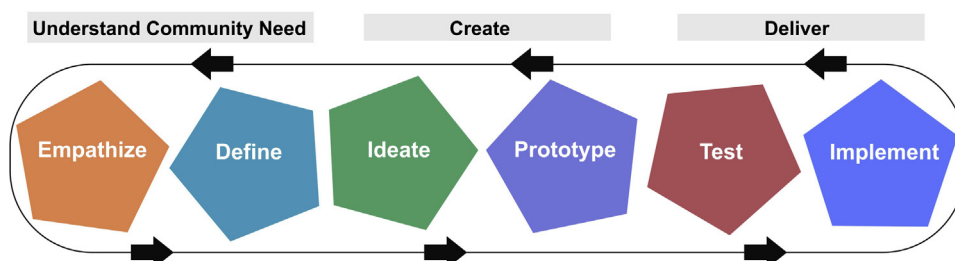 Understand Community Need
Create
Deliver
Empathize
Define
Ideate
Prototype
Test
Implement